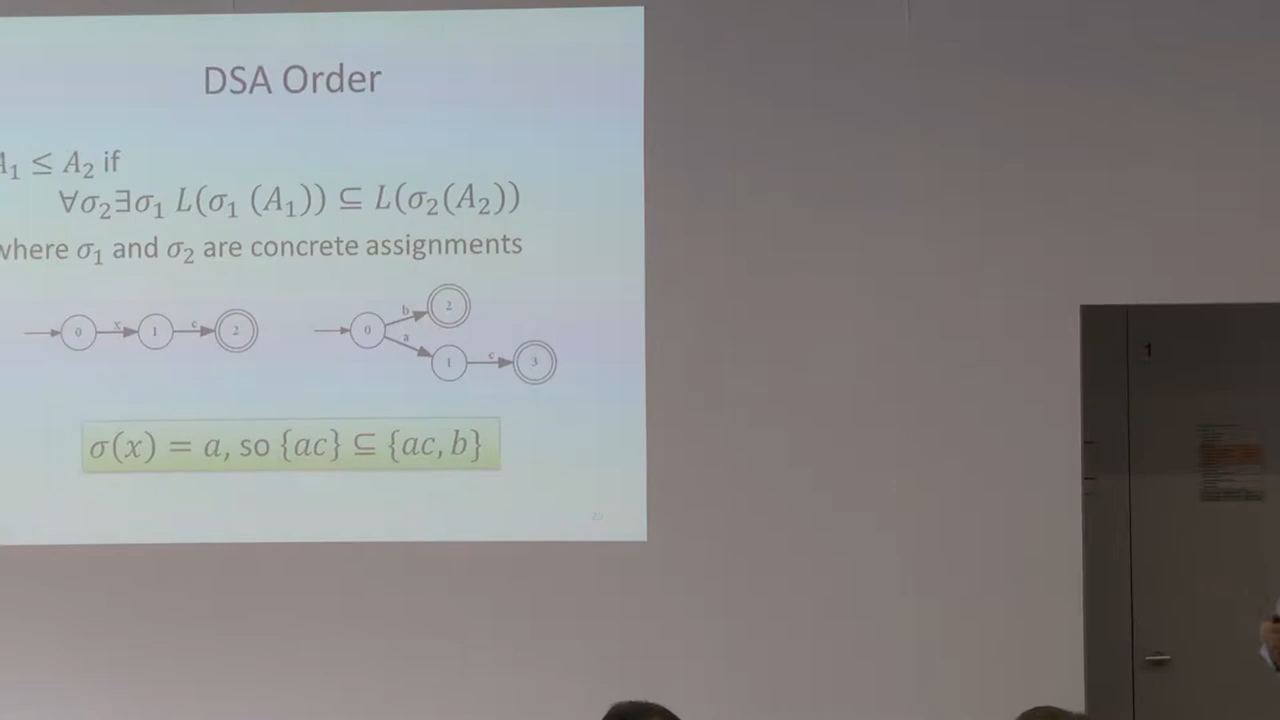 DSA Order
A₁ ≤ A₂ if
∀σ₂∃σ₁ L(σ₁ (A₁)) ⊆ L(σ₂(A₂))
where σ₁ and σ₂ are concrete assignments
0 x 1 c 2
0 b 2 a 1 c 3
σ(x) = a, so {ac} ⊆ {ac, b}
25
1